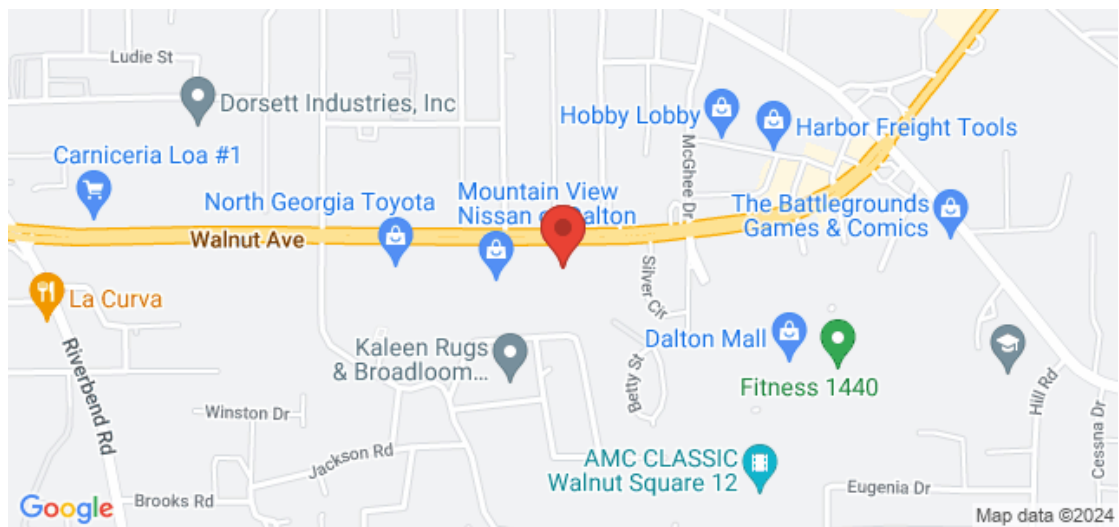 Ludie St
Dorsett Industries, Inc
Hobby Lobby
Harbor Freight Tools
McGhee Dr
Carniceria Loa #1
North Georgia Toyota
Mountain View
Nissan of Dalton
The Battlegrounds
Games & Comics
Walnut Ave
Silver Cir
La Curva
Riverbend Rd
Kaleen Rugs
& Broadloom...
Betty St
Dalton Mall
Fitness 1440
Hill Rd
Cessna Dr
Winston Dr
Jackson Rd
AMC CLASSIC
Walnut Square 12
Brooks Rd
Eugenia Dr
Google
Map data ©2024